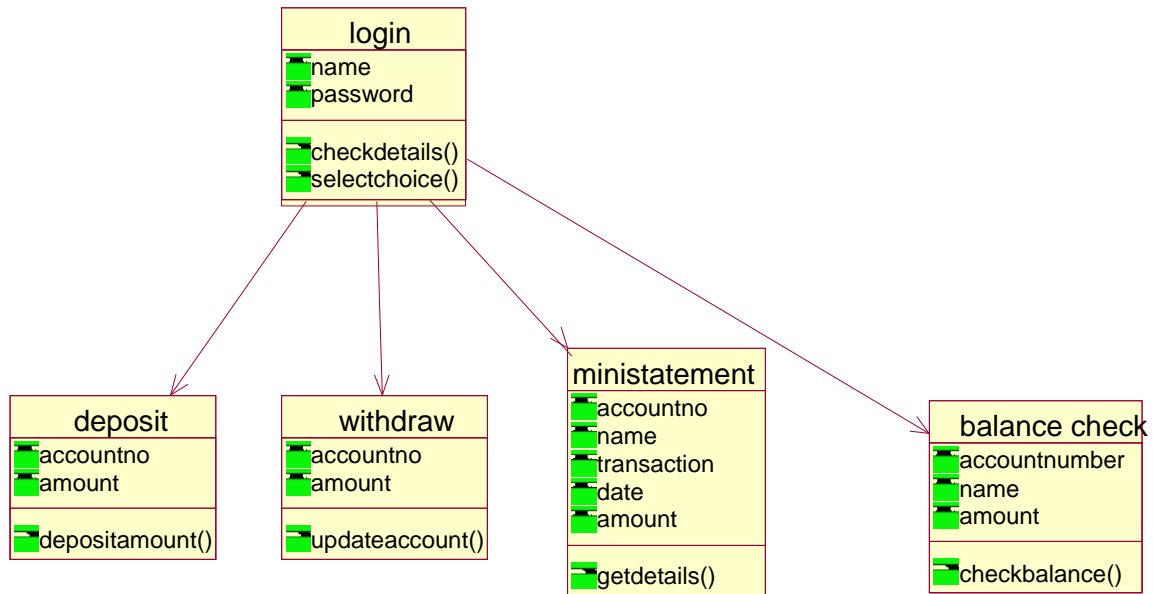 login
name
password
checkdetails()
selectchoice()
deposit
accountno
amount
depositamount()
withdraw
accountno
amount
updateaccount()
ministatement
accountno
name
transaction
date
amount
getdetails()
balance check
accountnumber
name
amount
checkbalance()